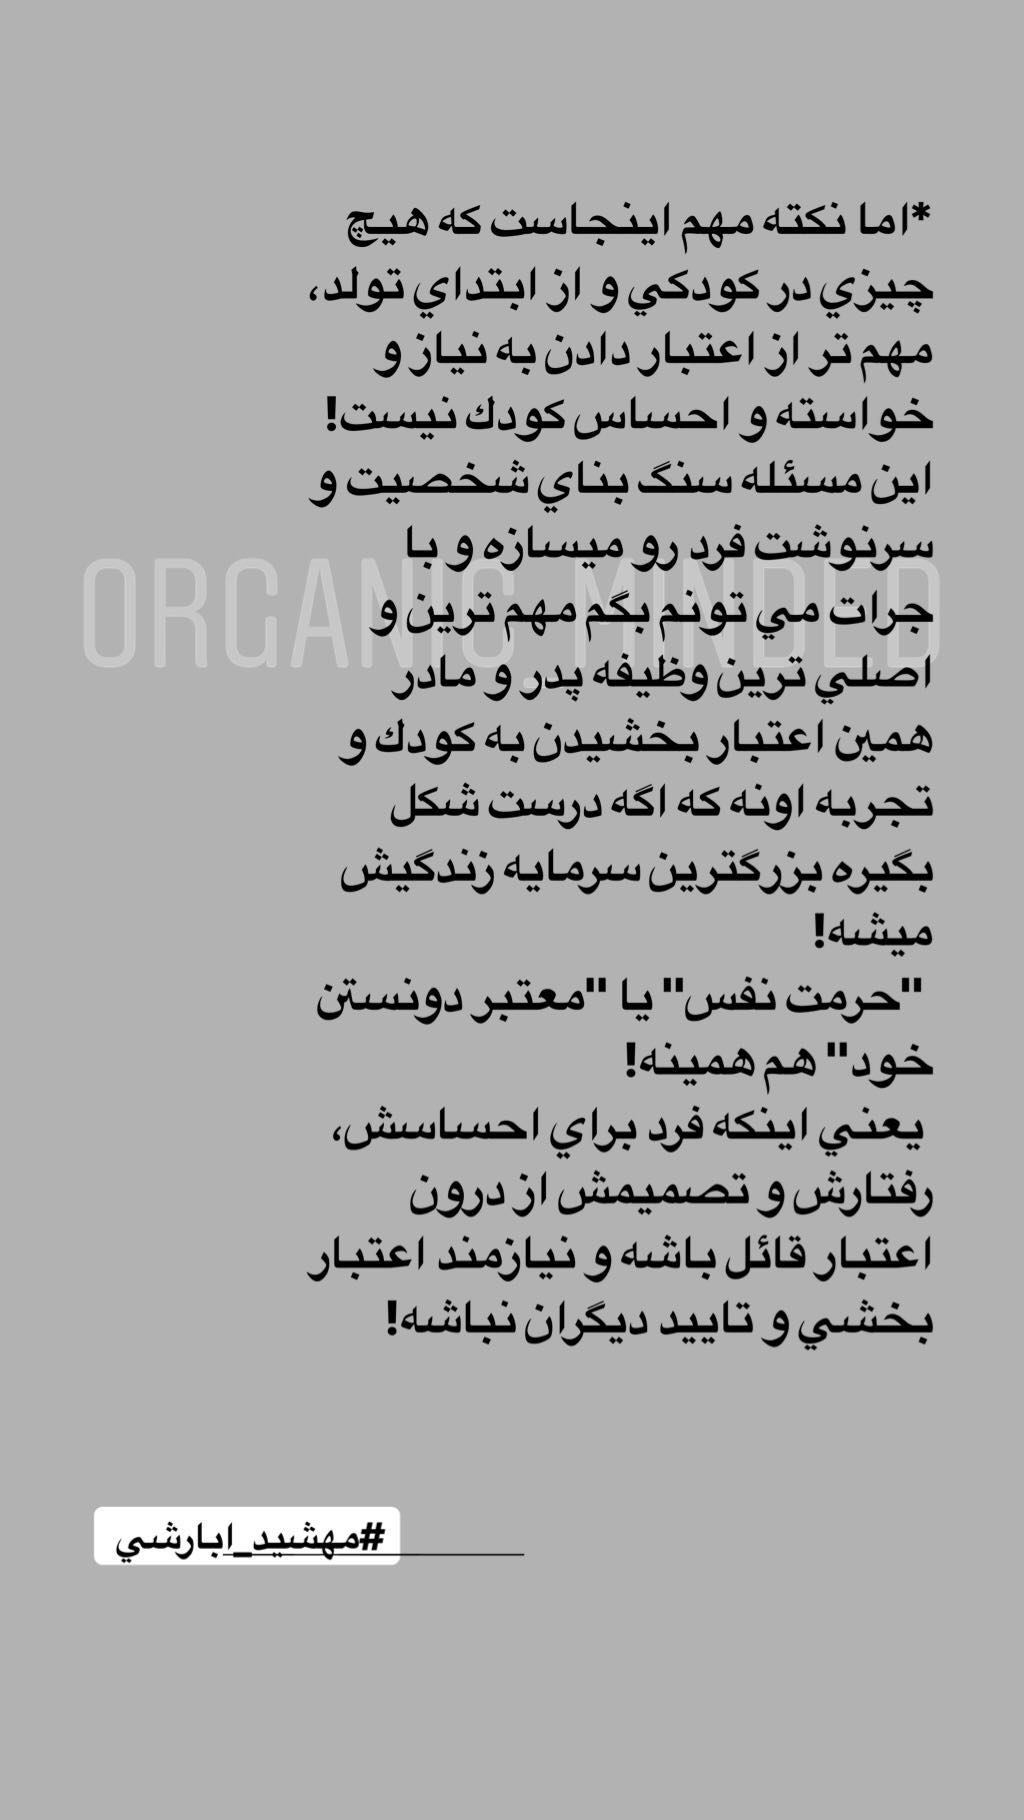 *اما نكته مهم اينجاست كه هيچ
چيزي در كودكي و از ابتداي تولد،
مهم تر از اعتبار دادن به نياز و
خواسته و احساس كودك نيست!
اين مسئله سنگ بناي شخصيت و
سرنوشت فرد رو ميسازه و با
جرات مي تونم بگم مهم ترين و
اصلي ترين وظيفه پدر و مادر
همين اعتبار بخشيدن به كودك و
تجربه اونه كه اگه درست شكل
بگيره بزرگترين سرمايه زندگيش
ميشه!
"حرمت نفس" يا "معتبر دونستن
خود" هم همينه!
يعني اينكه فرد براي احساسش،
رفتارش و تصميمش از درون
اعتبار قائل باشه و نيازمند اعتبار
بخشي و تاييد ديگران نباشه!
ORGANIC_MINDED
#مهشيد_ابارشي